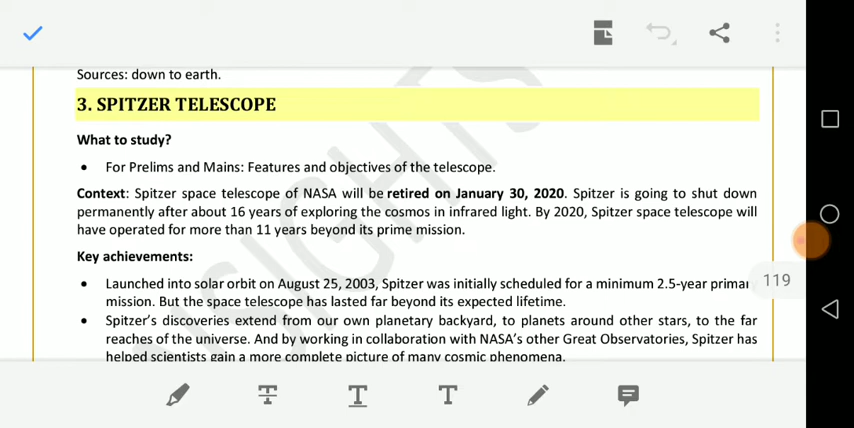 Sources: down to earth.
3. SPITZER TELESCOPE
What to study?
• For Prelims and Mains: Features and objectives of the telescope.
Context: Spitzer space telescope of NASA will be retired on January 30, 2020. Spitzer is going to shut down
permanently after about 16 years of exploring the cosmos in infrared light. By 2020, Spitzer space telescope will
have operated for more than 11 years beyond its prime mission.
Key achievements:
• Launched into solar orbit on August 25, 2003, Spitzer was initially scheduled for a minimum 2.5-year primar
119
mission. But the space telescope has lasted far beyond its expected lifetime.
• Spitzer's discoveries extend from our own planetary backyard, to planets around other stars, to the far
reaches of the universe. And by working in collaboration with NASA's other Great Observatories, Spitzer has
helped scientists gain a more complete picture of many cosmic phenomena.
T
T
T